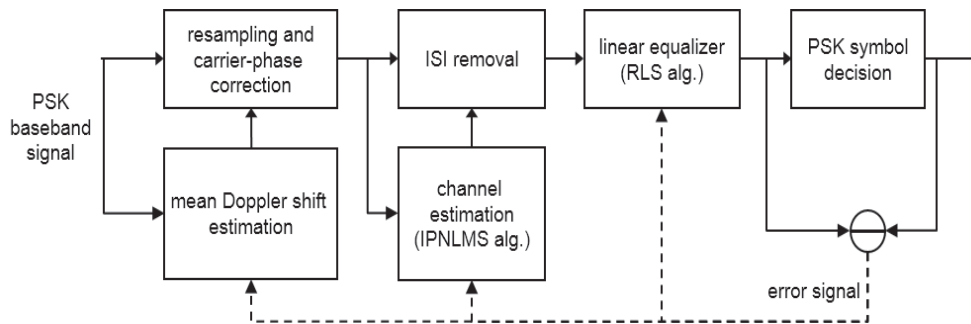 resampling and
carrier-phase
correction
ISI removal
linear equalizer
(RLS alg.)
PSK symbol
decision
PSK
baseband
signal
mean Doppler shift
estimation
channel
estimation
(IPNLMS alg.)
error signal